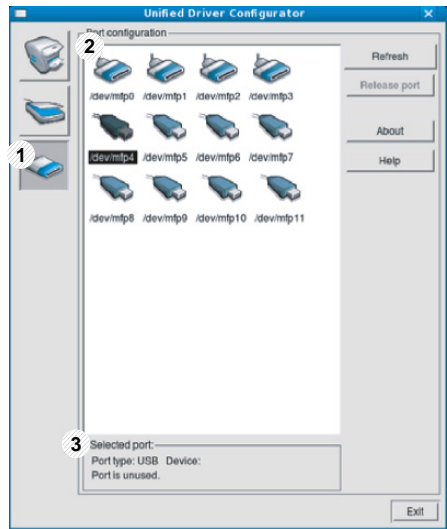 Unified Driver Configurator
2
Port configuration
Refresh
Release port
/dev/mfp0 /dev/mfp1 /dev/mfp2 /dev/mfp3
About
1
/dev/mfp4 /dev/mfp5 /dev/mfp6 /dev/mfp7
Help
/dev/mfp8 /dev/mfp9 /dev/mfp10 /dev/mfp11
3
Selected port:
Port type: USB Device:
Port is unused.
Exit